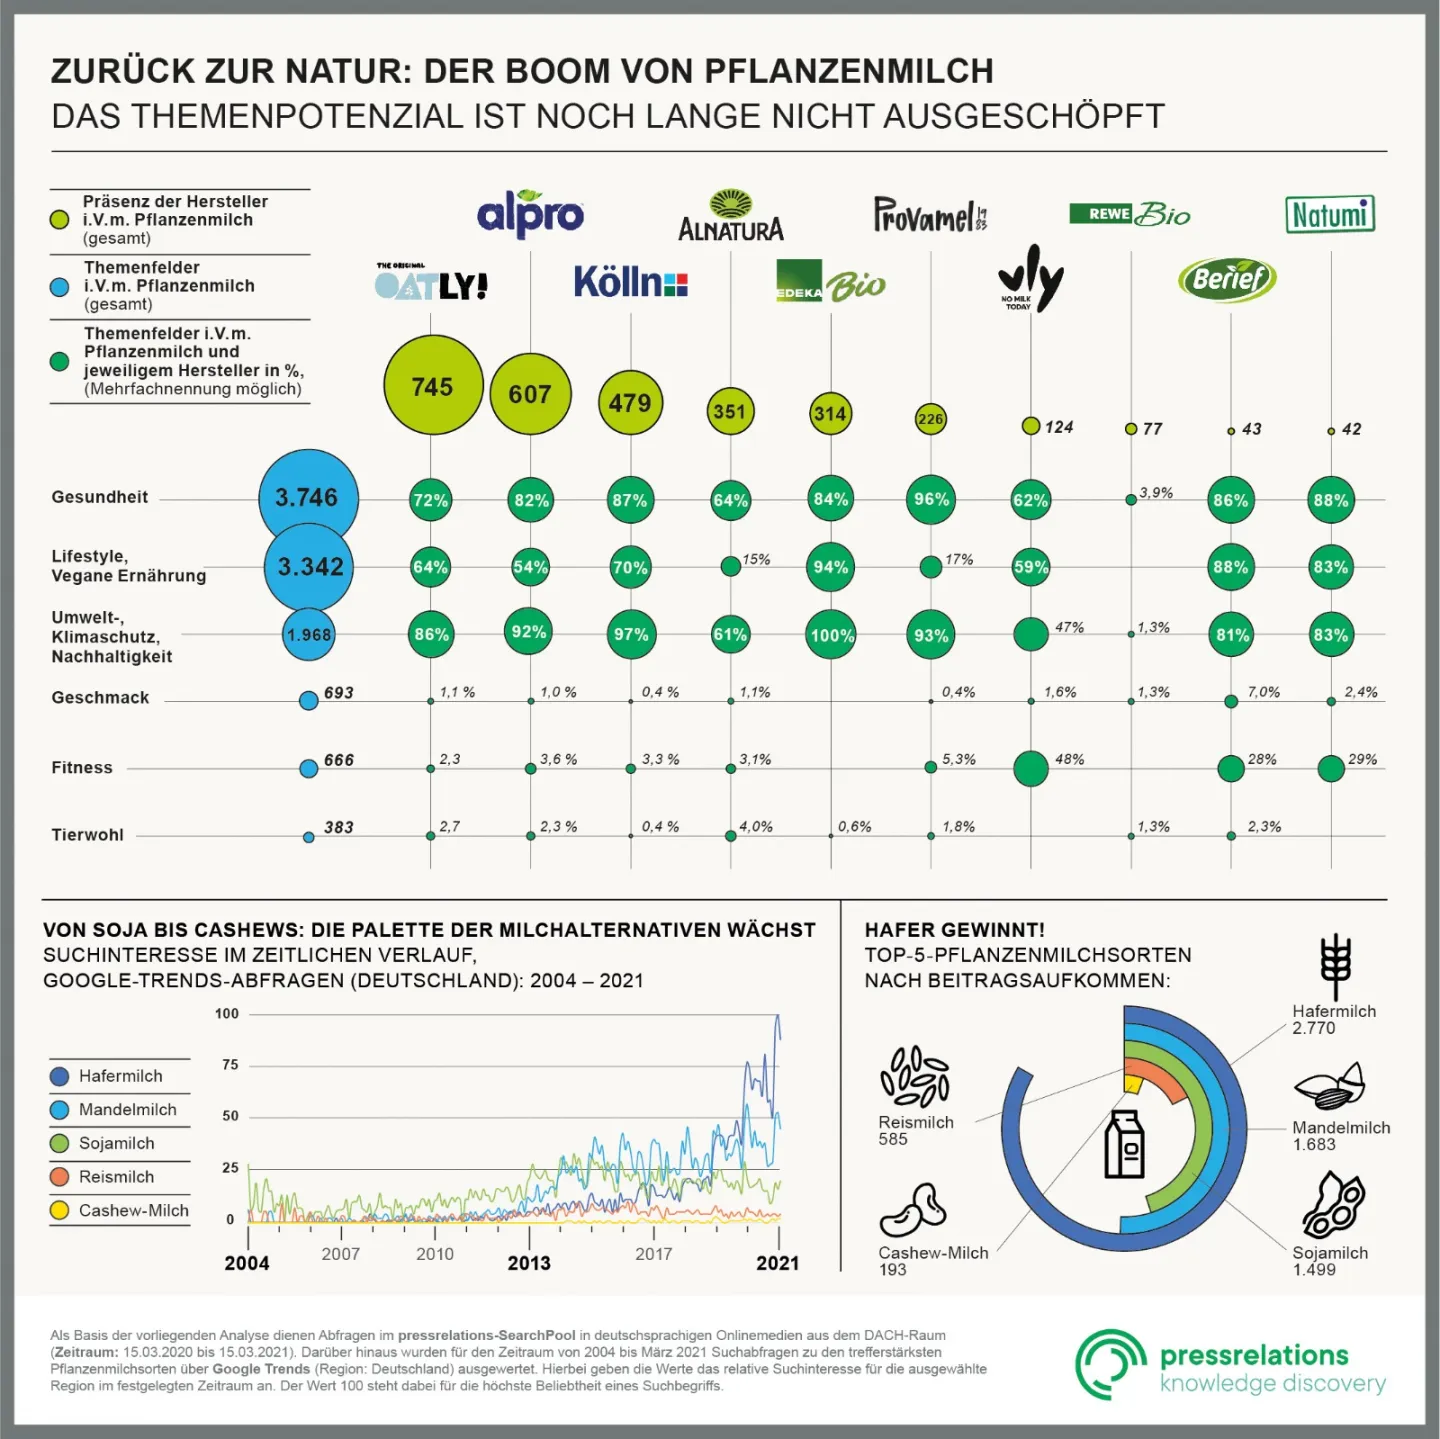 ZURÜCK ZUR NATUR: DER BOOM VON PFLANZENMILCH
DAS THEMENPOTENZIAL IST NOCH LANGE NICHT AUSGESCHÖPFT
Präsenz der Hersteller
i.V.m. Pflanzenmilch
(gesamt)
Themenfelder
i.V.m. Pflanzenmilch
(gesamt)
Themenfelder i.V.m.
Pflanzenmilch und
jeweiligem Hersteller in %,
(Mehrfachnennung möglich)
alpro
ALNATURA
PROVAMEL 1983
REWE Bio
Natumi
THE ORIGINAL
OATLY!
Kölln
EDEKA Bio
vly
NO MILK
TODAY
Berief
745 607 479 351 314 226 124 77 43 42
Gesundheit 3.746 72% 82% 87% 64% 84% 96% 62% 3,9% 86% 88%
Lifestyle,
Vegane Ernährung 3.342 64% 54% 70% 15% 94% 17% 59% 88% 83%
Umwelt-,
Klimaschutz,
Nachhaltigkeit 1.968 86% 92% 97% 61% 100% 93% 47% 1,3% 81% 83%
Geschmack 693 1,1 % 1,0 % 0,4 % 1,1% 0,4% 1,6% 1,3% 7,0% 2,4%
Fitness 666 2,3 3,6 % 3,3 % 3,1% 5,3% 48% 28% 29%
Tierwohl 383 2,7 2,3 % 0,4 % 4,0% 0,6% 1,8% 1,3% 2,3%
VON SOJA BIS CASHEWS: DIE PALETTE DER MILCHALTERNATIVEN WÄCHST
SUCHINTERESSE IM ZEITLICHEN VERLAUF,
GOOGLE-TRENDS-ABFRAGEN (DEUTSCHLAND): 2004 – 2021
Hafermilch
Mandelmilch
Sojamilch
Reismilch
Cashew-Milch
100
75
50
25
0
2004 2007 2010 2013 2017 2021
HAFER GEWINNT!
TOP-5-PFLANZENMILCHSORTEN
NACH BEITRAGSAUFKOMMEN:
Hafermilch
2.770
Reismilch
585
Mandelmilch
1.683
Cashew-Milch
193
Sojamilch
1.499
Als Basis der vorliegenden Analyse dienen Abfragen im pressrelations-SearchPool in deutschsprachigen Onlinemedien aus dem DACH-Raum
(Zeitraum: 15.03.2020 bis 15.03.2021). Darüber hinaus wurden für den Zeitraum von 2004 bis März 2021 Suchabfragen zu den trefferstärksten
Pflanzenmilchsorten über Google Trends (Region: Deutschland) ausgewertet. Hierbei geben die Werte das relative Suchinteresse für die ausgewählte
Region im festgelegten Zeitraum an. Der Wert 100 steht dabei für die höchste Beliebtheit eines Suchbegriffs.
pressrelations
knowledge discovery